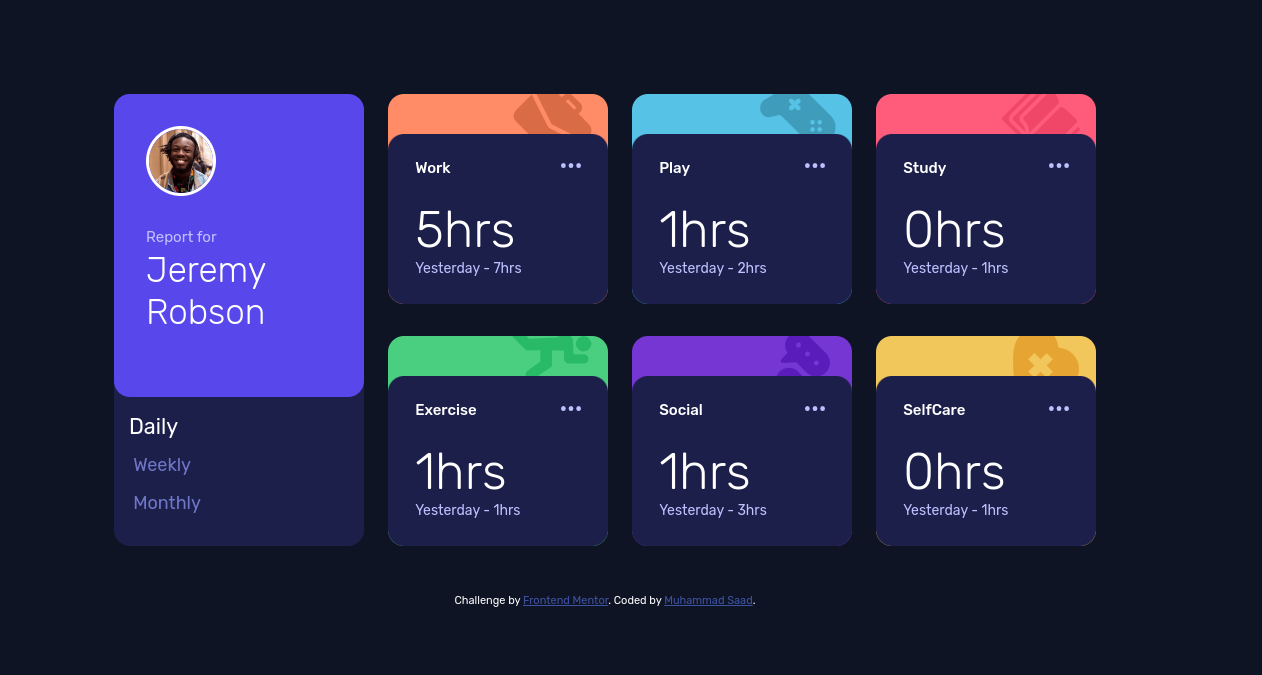 Report for
Jeremy
Robson
Daily
Weekly
Monthly
Work
5hrs
Yesterday - 7hrs
Play
1hrs
Yesterday - 2hrs
Study
0hrs
Yesterday - 1hrs
Exercise
1hrs
Yesterday - 1hrs
Social
1hrs
Yesterday - 3hrs
SelfCare
0hrs
Yesterday - 1hrs
Challenge by Frontend Mentor. Coded by Muhammad Saad.